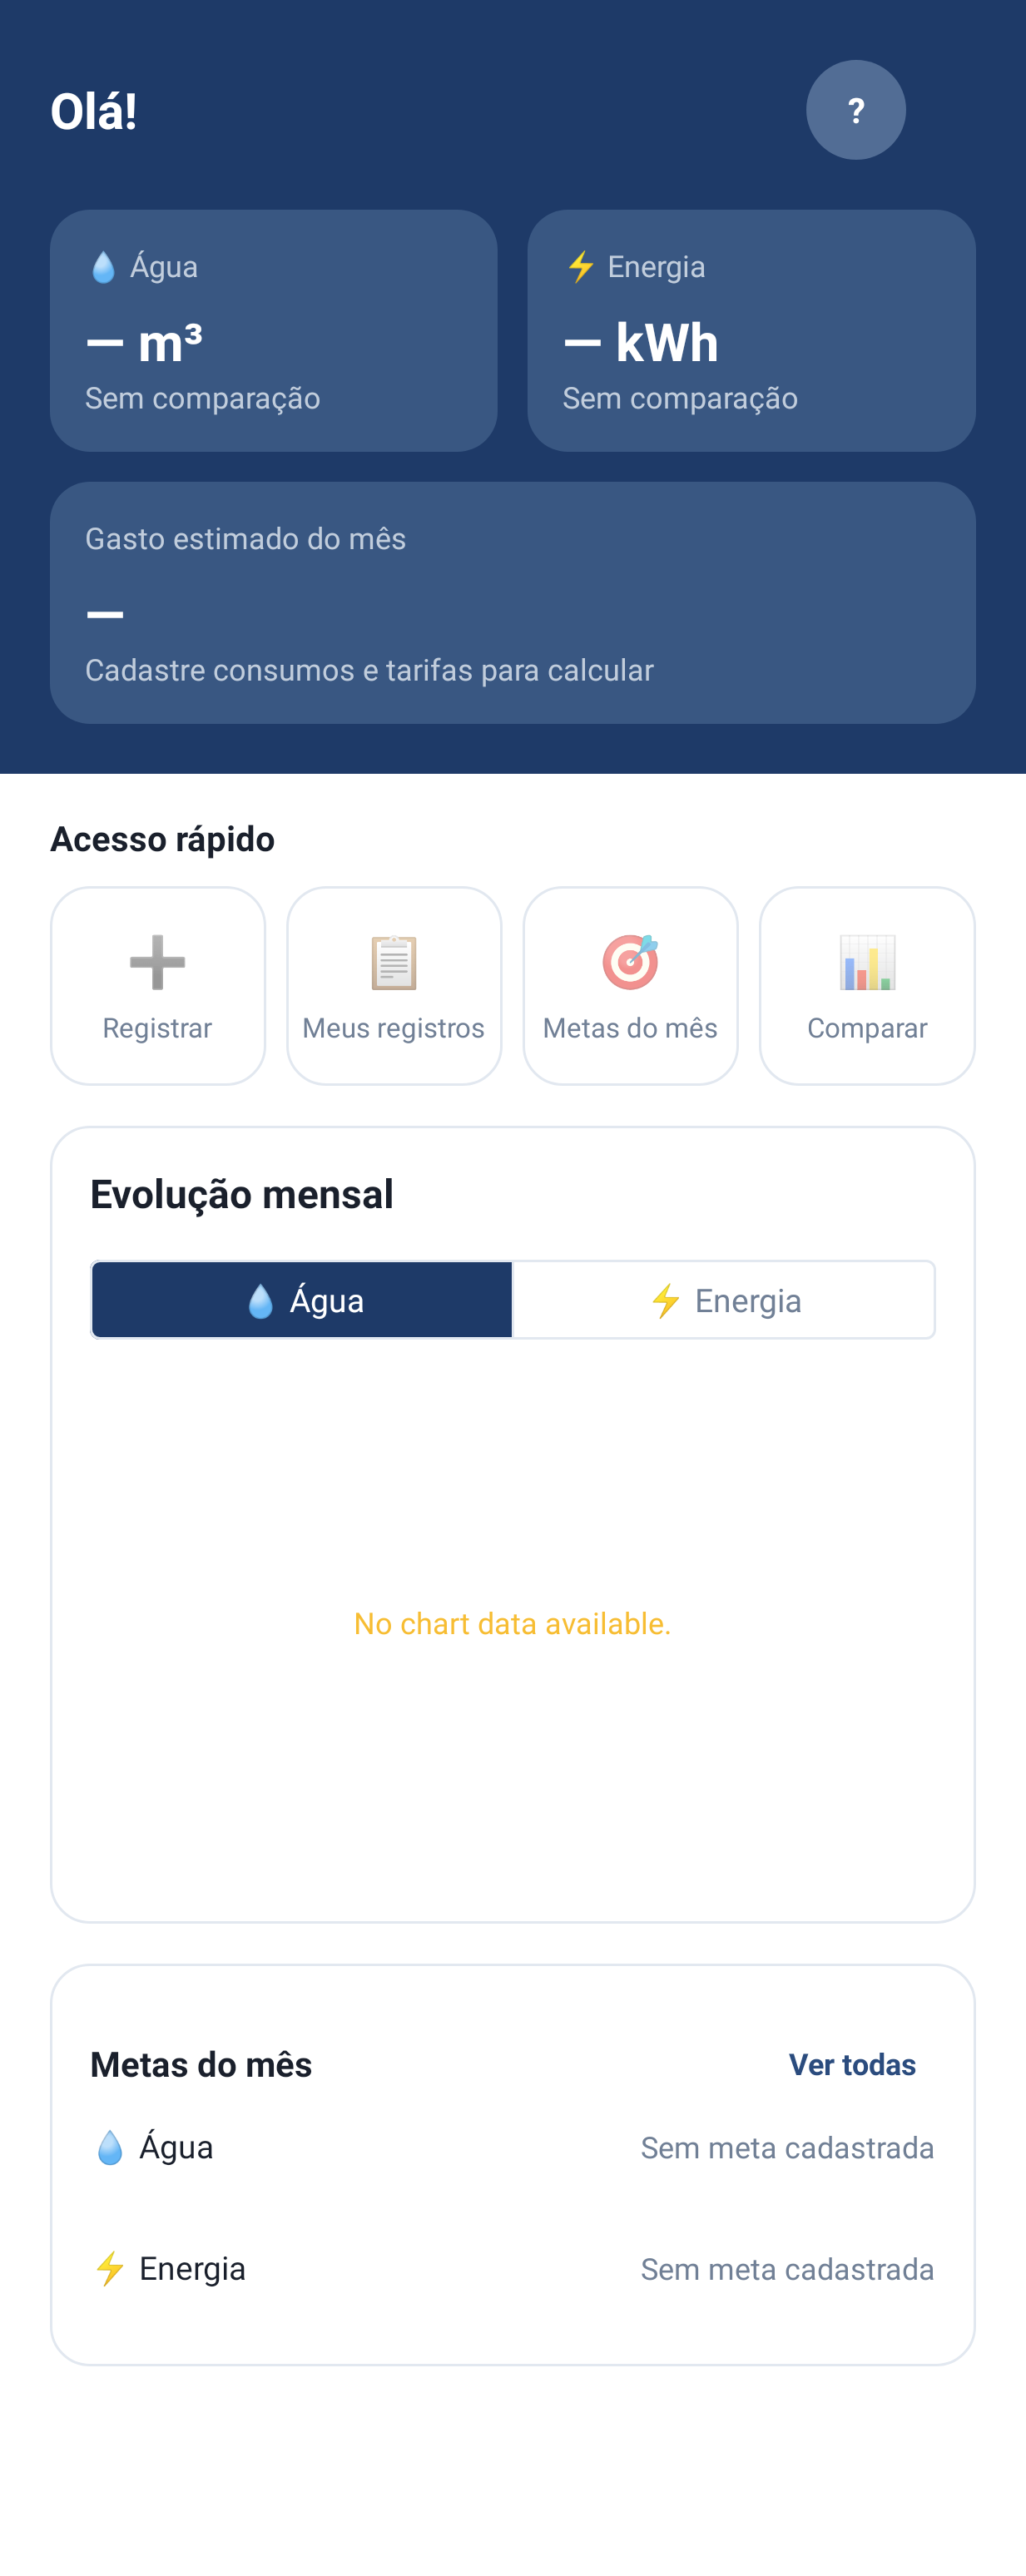 Olá!
?
💧 Água
— m³
Sem comparação
⚡ Energia
— kWh
Sem comparação
Gasto estimado do mês
—
Cadastre consumos e tarifas para calcular
Acesso rápido
Registrar
Meus registros
Metas do mês
Comparar
Evolução mensal
💧 Água
⚡ Energia
No chart data available.
Metas do mês
Ver todas
💧 Água
Sem meta cadastrada
⚡ Energia
Sem meta cadastrada